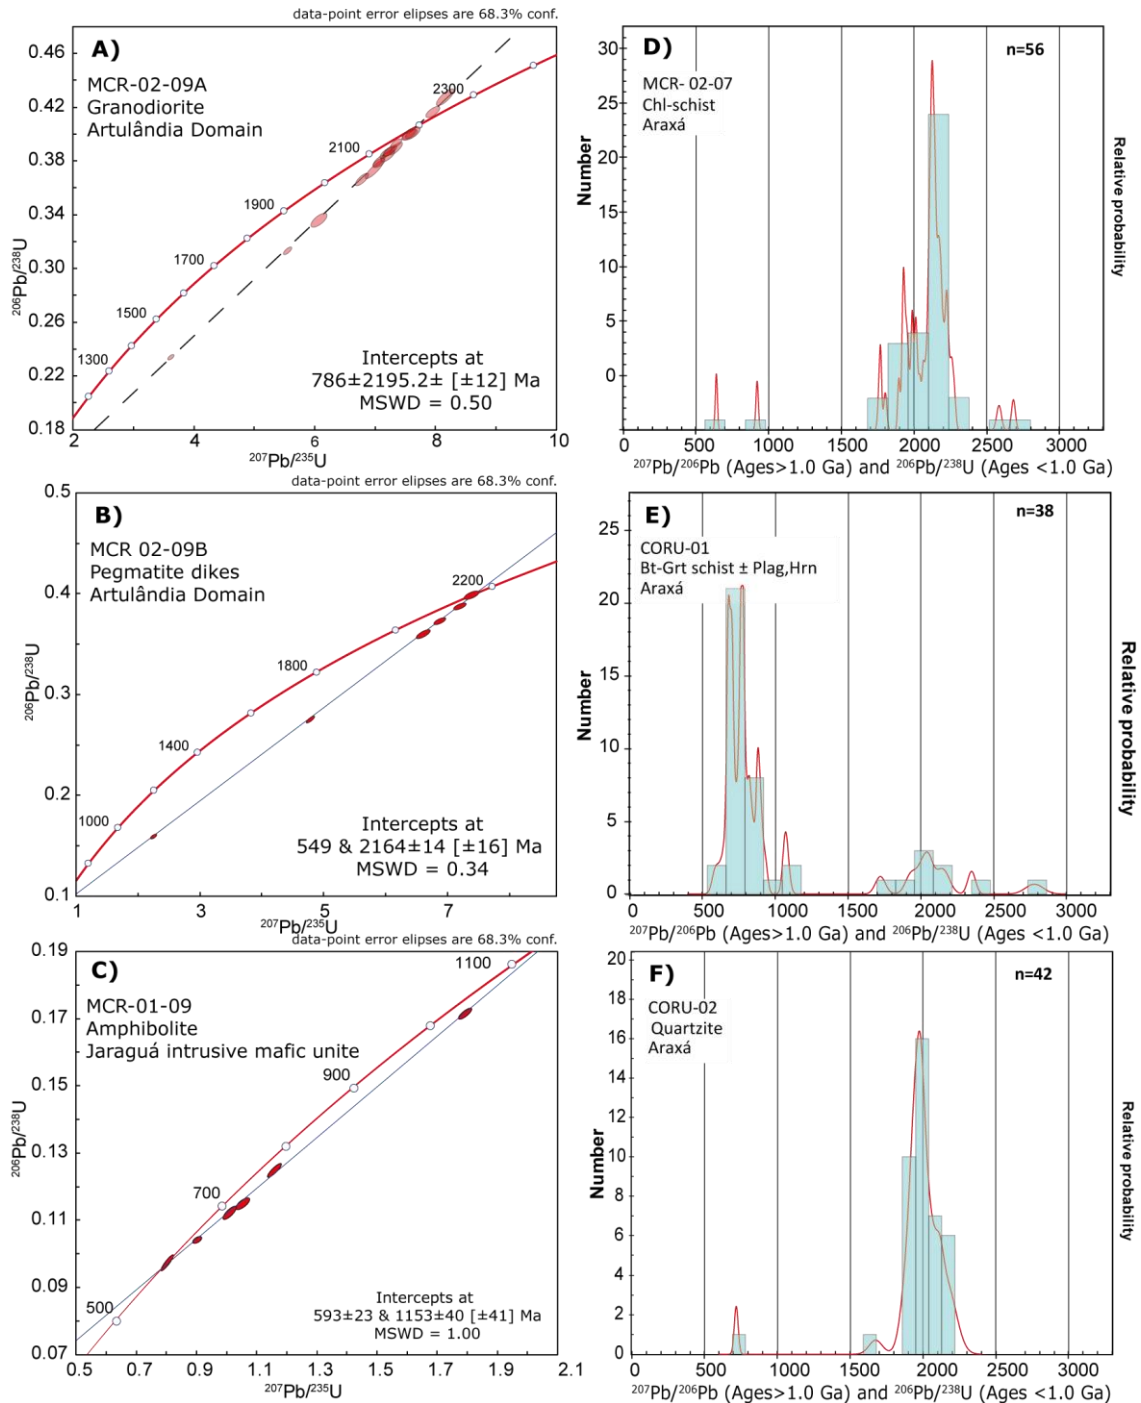 data-point error elipses are 68.3% conf.
A)
MCR-02-09A
Granodiorite
Artulândia Domain
0.46
0.42
0.38
0.34
0.30
0.26
0.22
0.18
206Pb/238U
1300
1500
1700
1900
2100
2300
Intercepts at
786±2195.2± [±12] Ma
MSWD = 0.50
2
4
6
8
10
207Pb/235U
data-point error elipses are 68.3% conf.
B)
MCR 02-09B
Pegmatite dikes
Artulândia Domain
0.5
0.4
0.3
0.2
0.1
206Pb/238U
1000
1400
1800
2200
Intercepts at
549 & 2164±14 [±16] Ma
MSWD = 0.34
1
3
5
7
207Pb/235U
data-point error elipses are 68.3% conf.
C)
MCR-01-09
Amphibolite
Jaraguá intrusive mafic unite
0.19
0.17
0.15
0.13
0.11
0.09
0.07
206Pb/238U
500
700
900
1100
Intercepts at
593±23 & 1153±40 [±41] Ma
MSWD = 1.00
0.5
0.7
0.9
1.1
1.3
1.5
1.7
1.9
2.1
207Pb/235U
D)
n=56
MCR- 02-07
Chl-schist
Araxá
30
25
20
15
10
5
0
Number
Relative probability
0
500
1000
1500
2000
2500
3000
207Pb/206Pb (Ages>1.0 Ga) and 206Pb/238U (Ages <1.0 Ga)
E)
n=38
CORU-01
Bt-Grt schist ± Plag,Hrn
Araxá
25
20
15
10
5
0
Number
Relative probability
0
500
1000
1500
2000
2500
3000
207Pb/206Pb (Ages>1.0 Ga) and 206Pb/238U (Ages <1.0 Ga)
F)
n=42
CORU-02
Quartzite
Araxá
20
18
16
14
12
10
8
6
4
2
0
Number
Relative probability
0
500
1000
1500
2000
2500
3000
207Pb/206Pb (Ages>1.0 Ga) and 206Pb/238U (Ages <1.0 Ga)